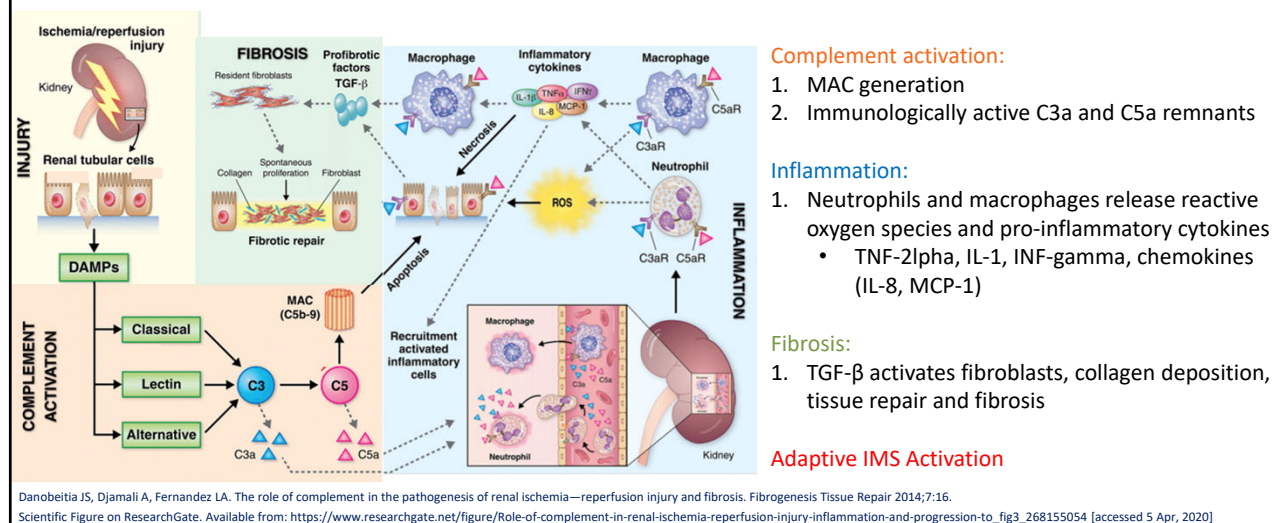 Ischemia/reperfusion
injury
Kidney
Renal tubular cells
INJURY
DAMPs
FIBROSIS
Resident fibroblasts
Profibrotic
factors
TGF-β
Spontaneous
proliferation
Collagen
Fibroblast
Fibrotic repair
Macrophage
Inflammatory
cytokines
IL-1β
TNFα
IFNγ
IL-8
MCP-1
Macrophage
C5aR
C3aR
Necrosis
ROS
Neutrophil
C3aR
C5aR
INFLAMMATION
Apoptosis
MAC
(C5b-9)
Recruitment
activated
inflammatory
cells
Macrophage
C3a
C5a
Neutrophil
Kidney
COMPLEMENT
ACTIVATION
Classical
Lectin
Alternative
C3
C5
C3a
C5a
Complement activation:
1. MAC generation
2. Immunologically active C3a and C5a remnants
Inflammation:
1. Neutrophils and macrophages release reactive
oxygen species and pro-inflammatory cytokines
• TNF-2lpha, IL-1, INF-gamma, chemokines
(IL-8, MCP-1)
Fibrosis:
1. TGF-β activates fibroblasts, collagen deposition,
tissue repair and fibrosis
Adaptive IMS Activation
Danobeitia JS, Djamali A, Fernandez LA. The role of complement in the pathogenesis of renal ischemia—reperfusion injury and fibrosis. Fibrogenesis Tissue Repair 2014;7:16.
Scientific Figure on ResearchGate. Available from: https://www.researchgate.net/figure/Role-of-complement-in-renal-ischemia-reperfusion-injury-inflammation-and-progression-to_fig3_268155054 [accessed 5 Apr, 2020]